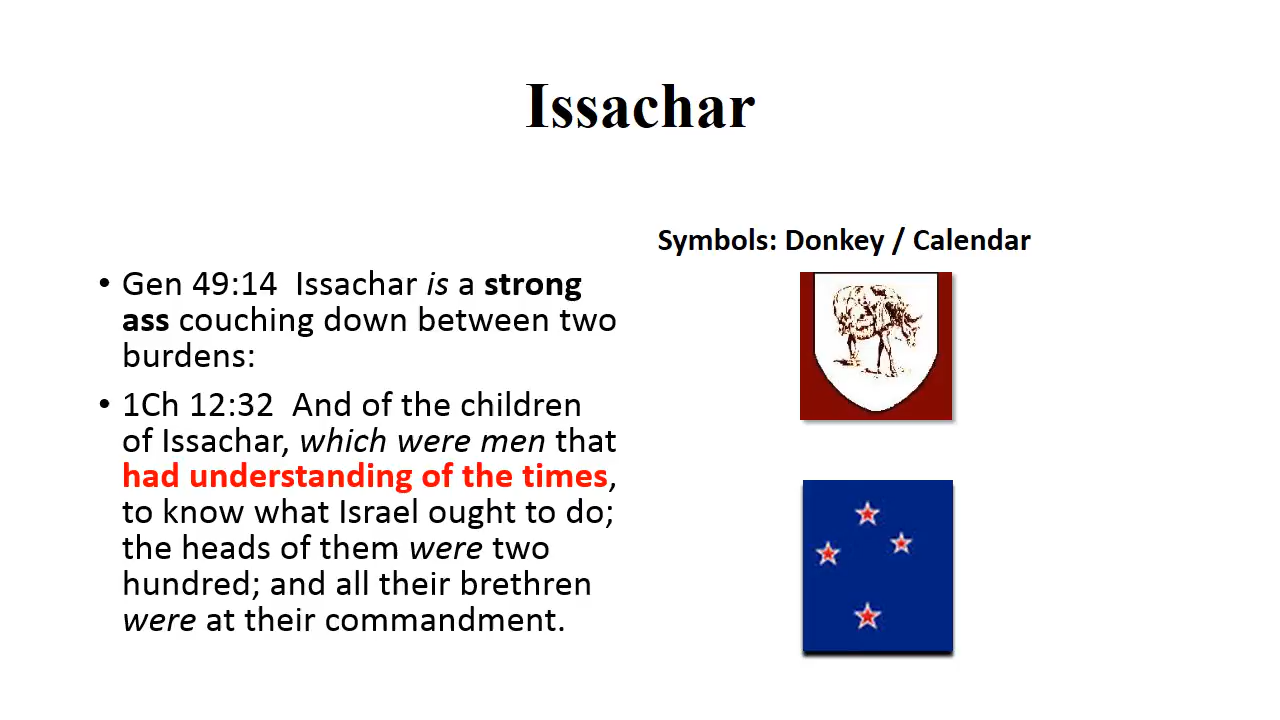 Issachar
Symbols: Donkey / Calendar
• Gen 49:14  Issachar is a strong
ass couching down between two
burdens:
• 1Ch 12:32  And of the children
of Issachar, which were men that
had understanding of the times,
to know what Israel ought to do;
the heads of them were two
hundred; and all their brethren
were at their commandment.